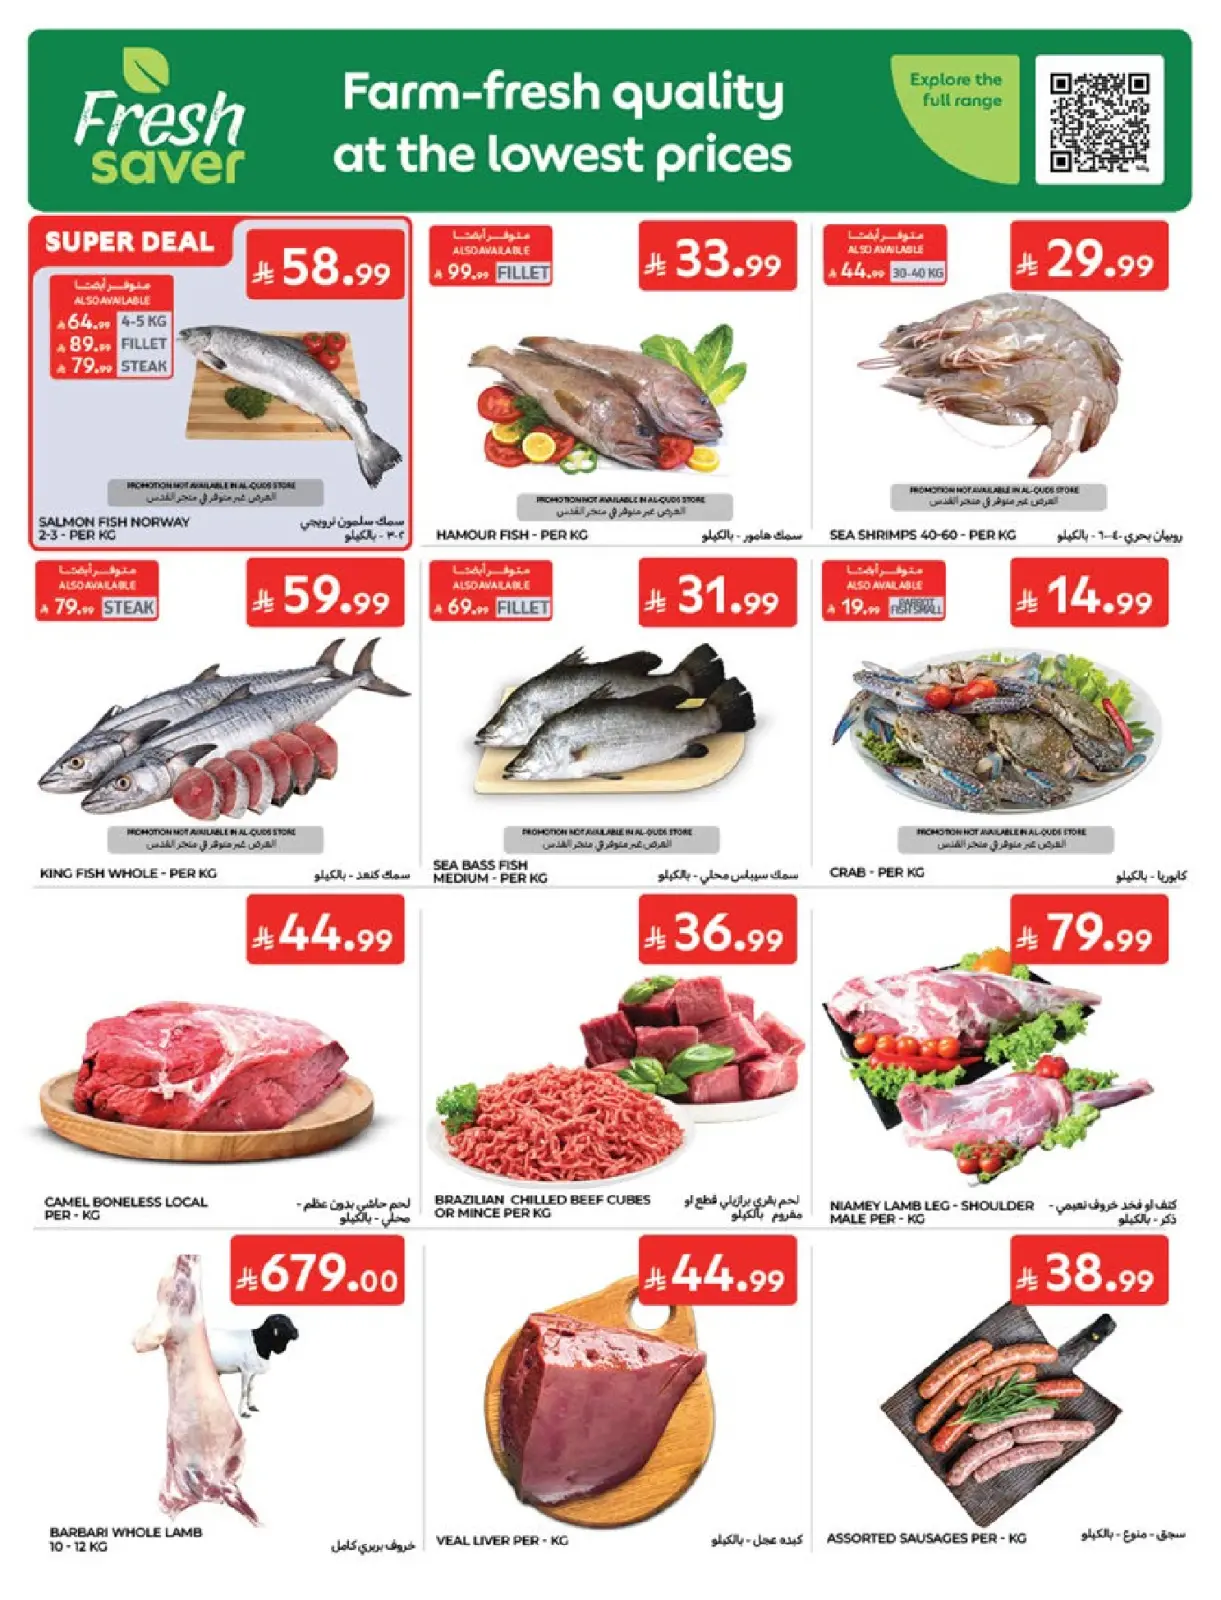 Fresh
saver
Farm-fresh quality
at the lowest prices
Explore the
full range
SUPER DEAL
58.99
متوفر أيضاً
ALSO AVAILABLE
64.99 4-5 KG
89.99 FILLET
79.99 STEAK
PROMOTION NOT AVAILABLE IN AL-QUDS STORE
العرض غير متوفر في متجر القدس
SALMON FISH NORWAY
2-3 - PER KG
سمك سلمون نرويجي
٢-٣ - بالكيلو
متوفر أيضاً
ALSO AVAILABLE
99.99 FILLET
33.99
PROMOTION NOT AVAILABLE IN AL-QUDS STORE
العرض غير متوفر في متجر القدس
HAMOUR FISH - PER KG
سمك هامور - بالكيلو
متوفر أيضاً
ALSO AVAILABLE
44.99 30-40 KG
29.99
PROMOTION NOT AVAILABLE IN AL-QUDS STORE
العرض غير متوفر في متجر القدس
SEA SHRIMPS 40-60 - PER KG
روبيان بحري ٤٠-٦٠ - بالكيلو
متوفر أيضاً
ALSO AVAILABLE
79.99 STEAK
59.99
PROMOTION NOT AVAILABLE IN AL-QUDS STORE
العرض غير متوفر في متجر القدس
KING FISH WHOLE - PER KG
سمك كنعد - بالكيلو
متوفر أيضاً
ALSO AVAILABLE
69.99 FILLET
31.99
PROMOTION NOT AVAILABLE IN AL-QUDS STORE
العرض غير متوفر في متجر القدس
SEA BASS FISH
MEDIUM - PER KG
سمك سيباس محلي - بالكيلو
متوفر أيضاً
ALSO AVAILABLE
19.99 PARROT
FISH SMALL
14.99
PROMOTION NOT AVAILABLE IN AL-QUDS STORE
العرض غير متوفر في متجر القدس
CRAB - PER KG
كابوريا - بالكيلو
44.99
CAMEL BONELESS LOCAL
PER - KG
لحم حاشي بدون عظم -
محلي - بالكيلو
36.99
BRAZILIAN CHILLED BEEF CUBES
OR MINCE PER KG
لحم بقري برازيلي قطع او
مفروم بالكيلو
79.99
NIAMEY LAMB LEG - SHOULDER
MALE PER - KG
كتف او فخد خروف نعيمي -
ذكر - بالكيلو
679.00
BARBARI WHOLE LAMB
10 - 12 KG
خروف بربري كامل
44.99
VEAL LIVER PER - KG
كبده عجل - بالكيلو
38.99
ASSORTED SAUSAGES PER - KG
سجق - منوع - بالكيلو